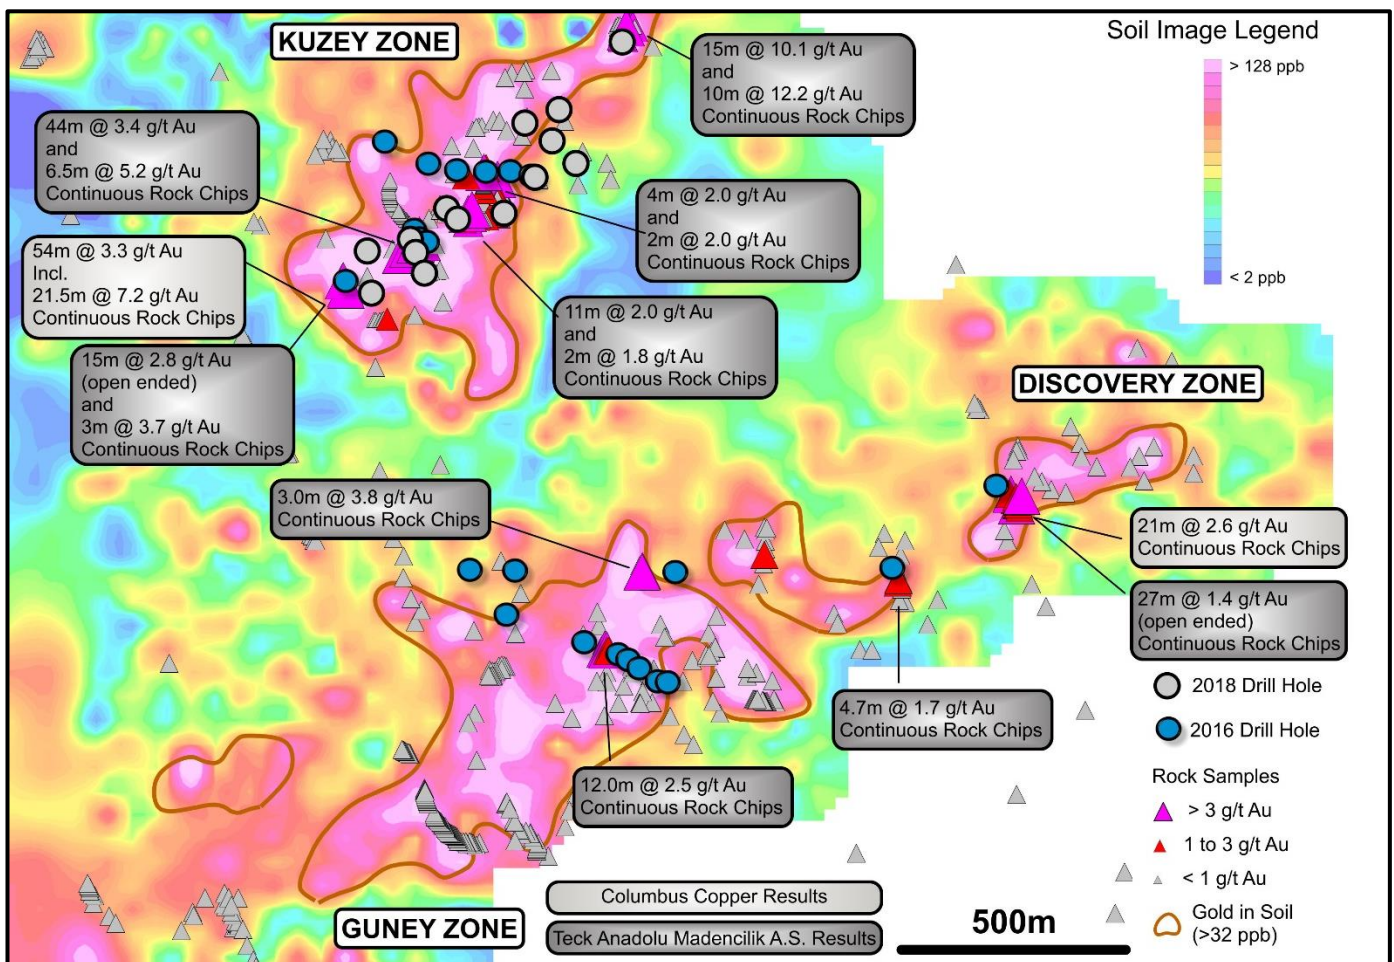 KUZEY ZONE
15m @ 10.1 g/t Au
and
10m @ 12.2 g/t Au
Continuous Rock Chips
Soil Image Legend
> 128 ppb
< 2 ppb
44m @ 3.4 g/t Au
and
6.5m @ 5.2 g/t Au
Continuous Rock Chips
4m @ 2.0 g/t Au
and
2m @ 2.0 g/t Au
Continuous Rock Chips
54m @ 3.3 g/t Au
Incl.
21.5m @ 7.2 g/t Au
Continuous Rock Chips
11m @ 2.0 g/t Au
and
2m @ 1.8 g/t Au
Continuous Rock Chips
15m @ 2.8 g/t Au
(open ended)
and
3m @ 3.7 g/t Au
Continuous Rock Chips
DISCOVERY ZONE
3.0m @ 3.8 g/t Au
Continuous Rock Chips
21m @ 2.6 g/t Au
Continuous Rock Chips
27m @ 1.4 g/t Au
(open ended)
Continuous Rock Chips
4.7m @ 1.7 g/t Au
Continuous Rock Chips
12.0m @ 2.5 g/t Au
Continuous Rock Chips
2018 Drill Hole
2016 Drill Hole
Rock Samples
> 3 g/t Au
1 to 3 g/t Au
< 1 g/t Au
Gold in Soil
(>32 ppb)
GUNEY ZONE
Columbus Copper Results
Teck Anadolu Madencilik A.S. Results
500m